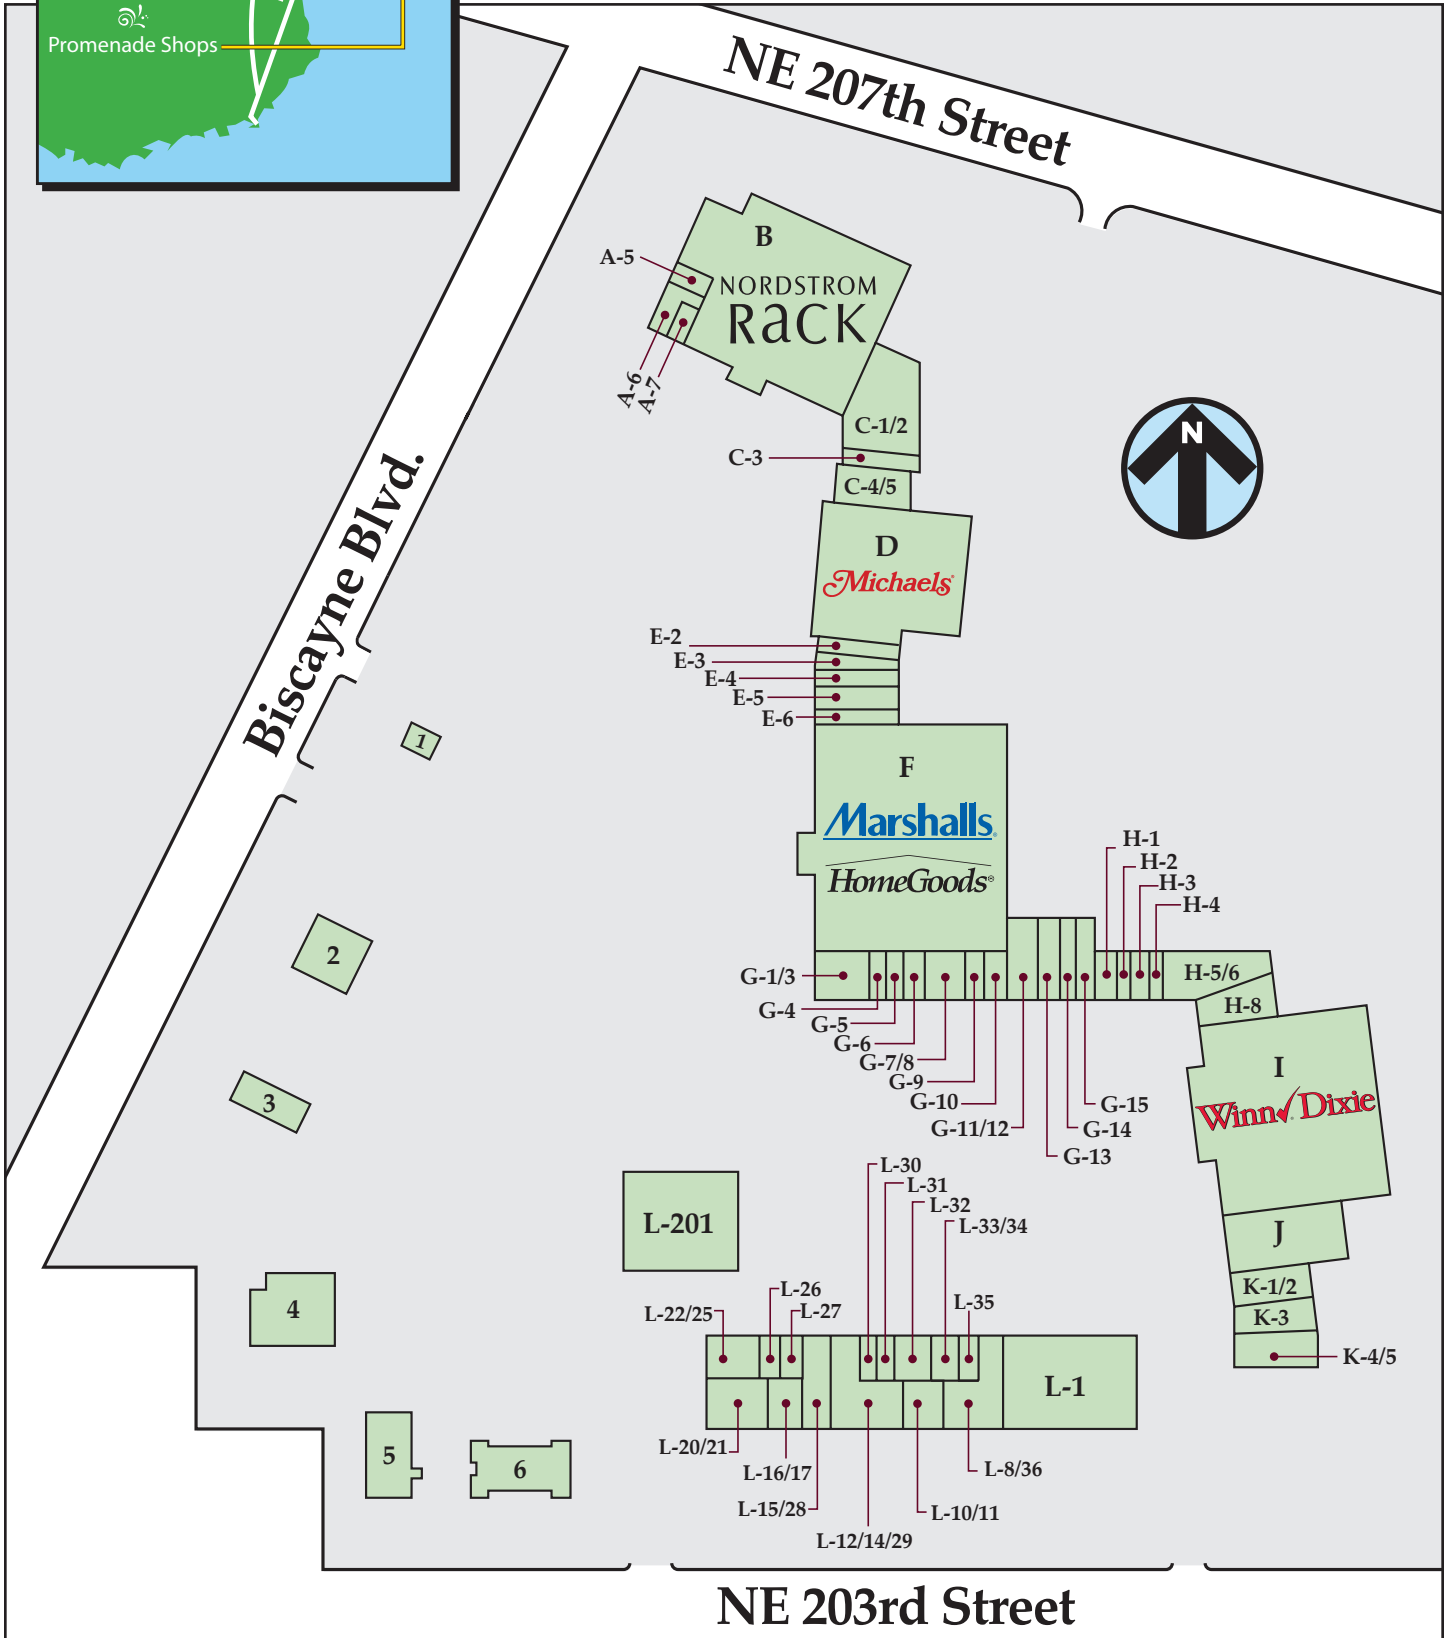 Promenade Shops
NE 207th Street
B
A-5
NORDSTROM
RACK
A-6
A-7
C-1/2
N
C-3
C-4/5
Biscayne Blvd.
D
Michaels
E-2
E-3
E-4
E-5
E-6
1
F
Marshalls
HomeGoods®
H-1
H-2
H-3
H-4
2
G-1/3
H-5/6
G-4
H-8
G-5
G-6
G-7/8
I
G-9
3
G-10
G-15
Winn Dixie
G-11/12
G-14
G-13
L-30
L-31
L-32
L-201
L-33/34
J
L-26
K-1/2
4
L-22/25
L-27
L-35
K-3
K-4/5
L-1
L-20/21
5
6
L-16/17
L-8/36
L-15/28
L-10/11
L-12/14/29
NE 203rd Street